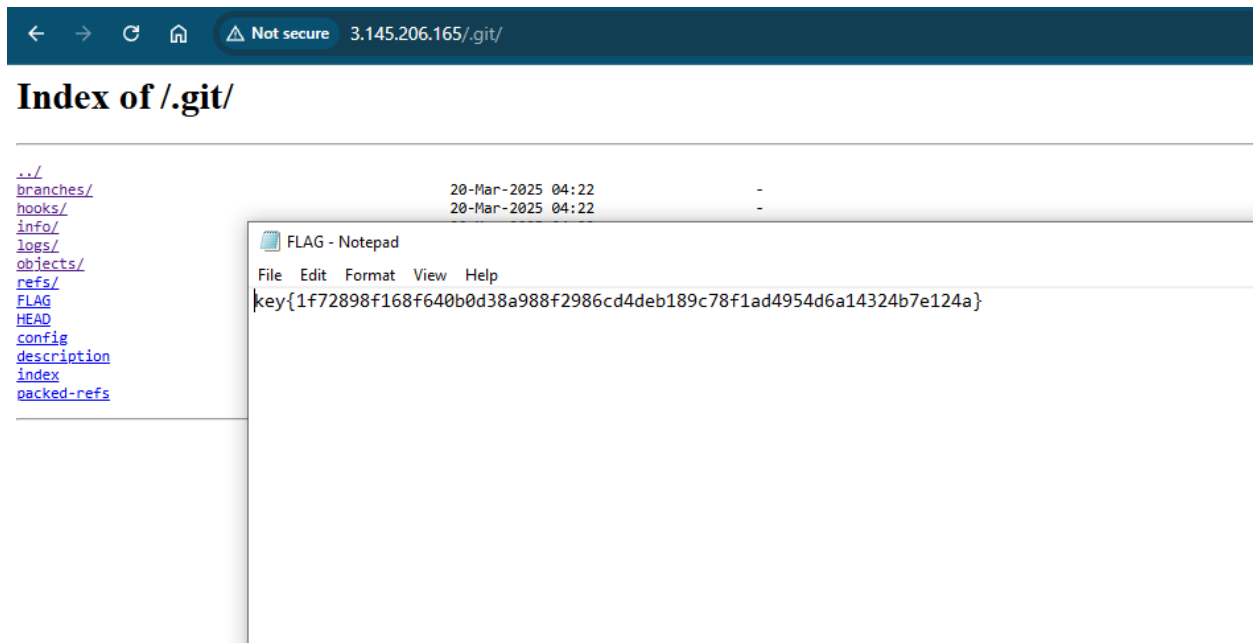 Not secure 3.145.206.165/.git/
Index of /.git/
../
branches/ 20-Mar-2025 04:22 -
hooks/ 20-Mar-2025 04:22 -
info/
logs/
objects/
refs/
FLAG
HEAD
config
description
index
packed-refs
FLAG - Notepad
File Edit Format View Help
key{1f72898f168f640b0d38a988f2986cd4deb189c78f1ad4954d6a14324b7e124a}